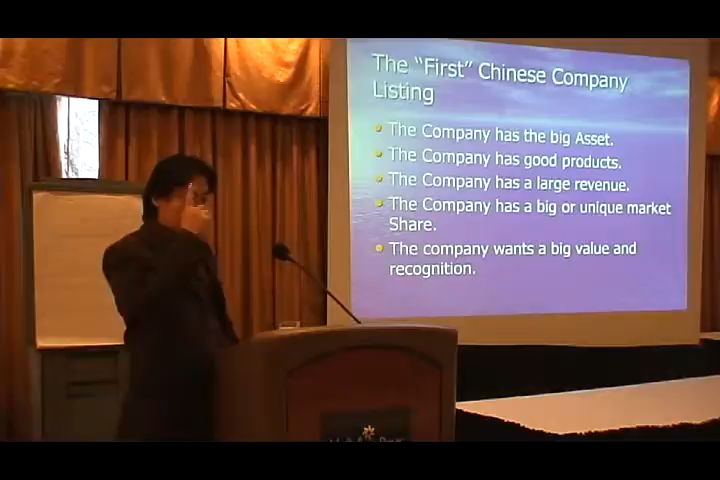 The “First” Chinese Company
Listing
The Company has the big Asset.
The Company has good products.
The Company has a large revenue.
The Company has a big or unique market
Share.
The company wants a big value and
recognition.